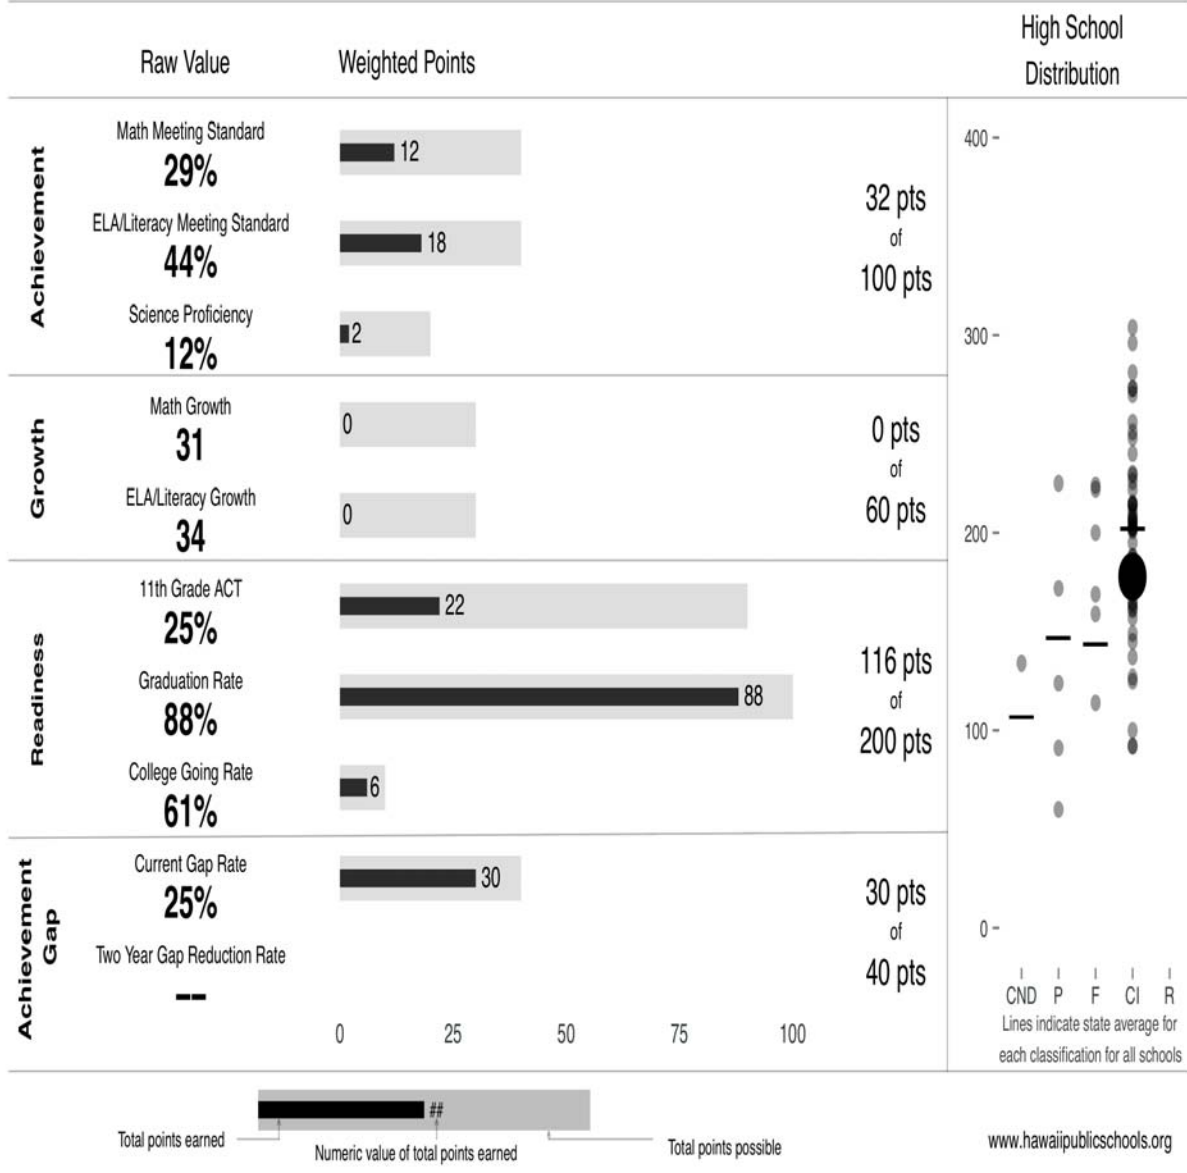 Raw Value
Weighted Points
High School
Distribution
Achievement
Math Meeting Standard
29%
12
ELA/Literacy Meeting Standard
44%
18
Science Proficiency
12%
2
32 pts
of
100 pts
Growth
Math Growth
31
0
ELA/Literacy Growth
34
0
0 pts
of
60 pts
Readiness
11th Grade ACT
25%
22
Graduation Rate
88%
88
College Going Rate
61%
6
116 pts
of
200 pts
Achievement
Gap
Current Gap Rate
25%
30
Two Year Gap Reduction Rate
--
30 pts
of
40 pts
0 25 50 75 100
400
300
200
100
0
CND P F CI R
Lines indicate state average for
each classification for all schools
##
Total points earned
Numeric value of total points earned
Total points possible
www.hawaiipublicschools.org